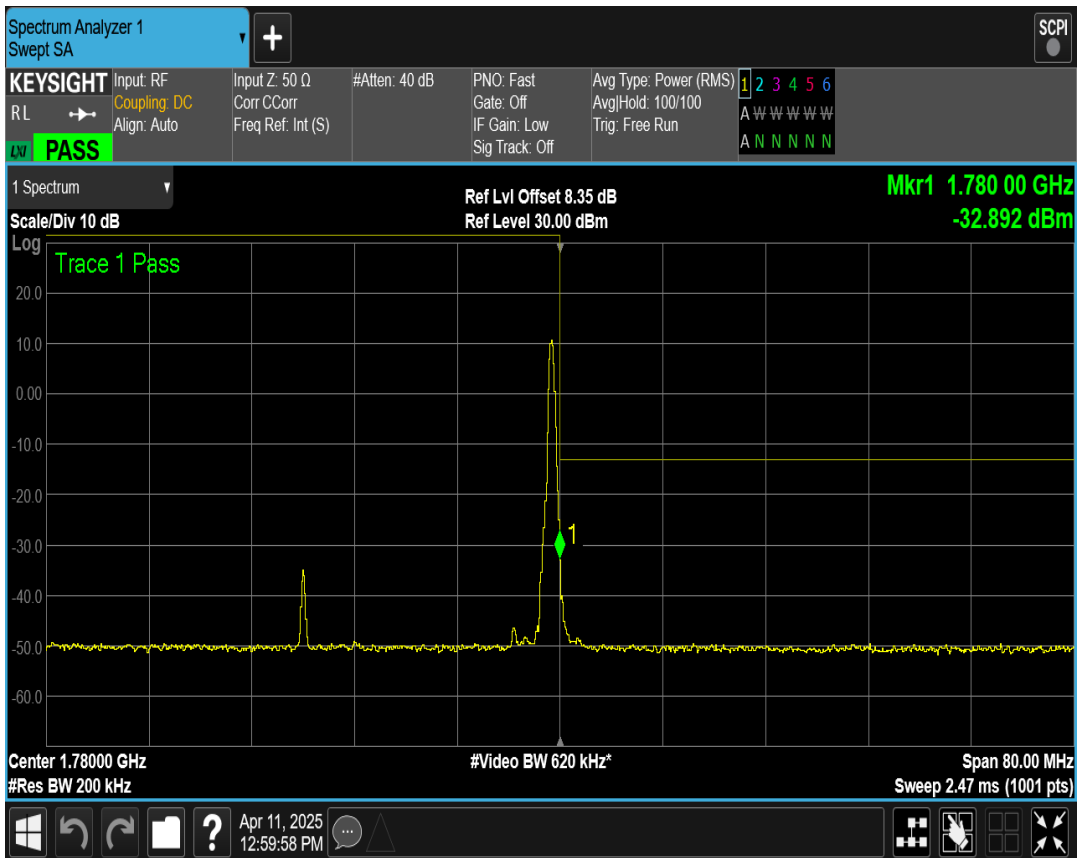 Spectrum Analyzer 1
Swept SA
+
SCPI
KEYSIGHT
RL
LXI PASS
Input: RF
Coupling: DC
Align: Auto
Input Z: 50 Ω
Corr CCorr
Freq Ref: Int (S)
#Atten: 40 dB
PNO: Fast
Gate: Off
IF Gain: Low
Sig Track: Off
Avg Type: Power (RMS)
Avg|Hold: 100/100
Trig: Free Run
1 2 3 4 5 6
A W W W W W
A N N N N N
1 Spectrum
Scale/Div 10 dB
Ref Lvl Offset 8.35 dB
Ref Level 30.00 dBm
Mkr1 1.780 00 GHz
-32.892 dBm
Log
Trace 1 Pass
20.0
10.0
0.00
-10.0
-20.0
1
-30.0
-40.0
-50.0
-60.0
Center 1.78000 GHz
#Res BW 200 kHz
#Video BW 620 kHz*
Span 80.00 MHz
Sweep 2.47 ms (1001 pts)
?
Apr 11, 2025
12:59:58 PM